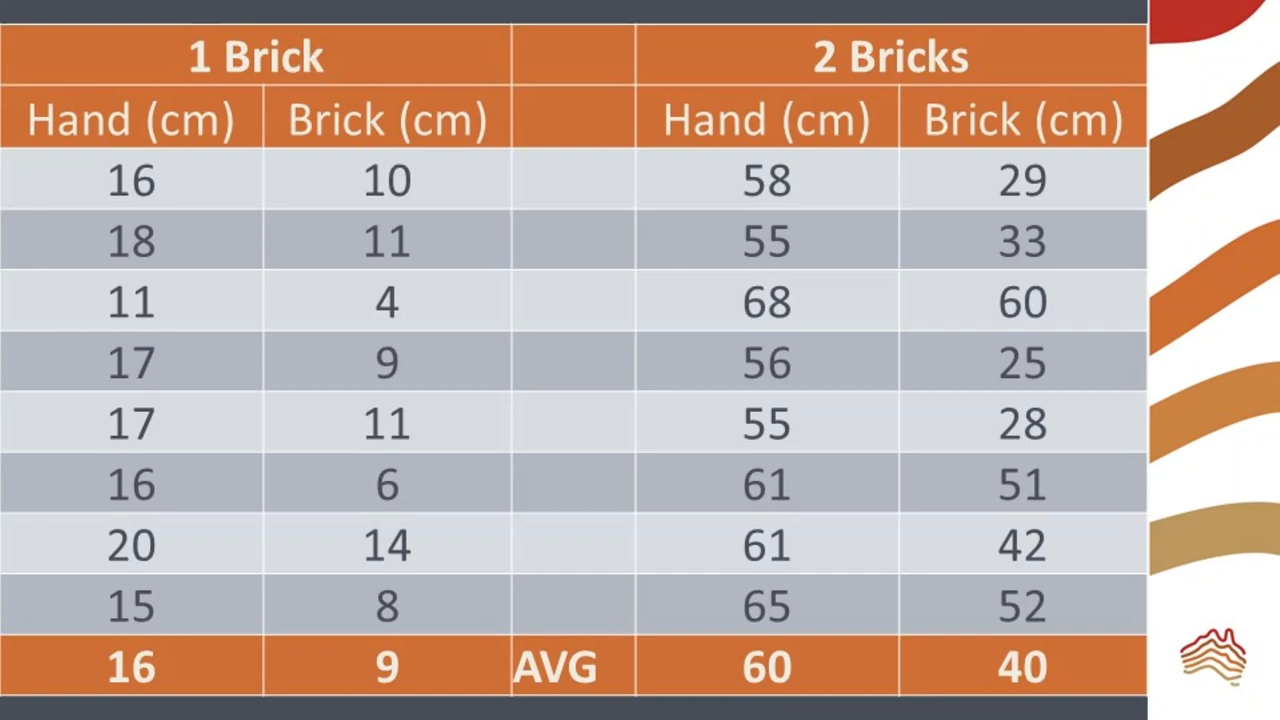 1 Brick 2 Bricks
Hand (cm) Brick (cm) Hand (cm) Brick (cm)
16 10 58 29
18 11 55 33
11 4 68 60
17 9 56 25
17 11 55 28
16 6 61 51
20 14 61 42
15 8 65 52
16 9 AVG 60 40